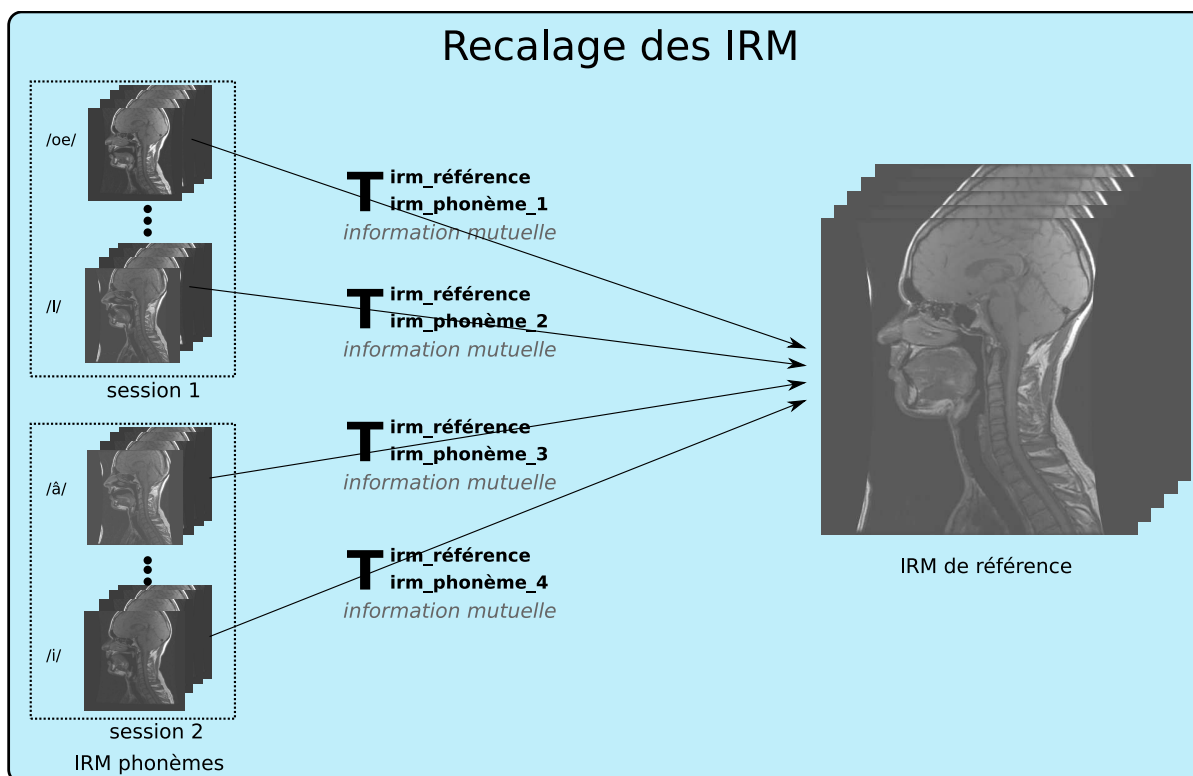 Recalage des IRM
/oe/
/l/
session 1
/â/
/i/
session 2
IRM phonèmes
T irm_référence
irm_phonème_1
information mutuelle
T irm_référence
irm_phonème_2
information mutuelle
T irm_référence
irm_phonème_3
information mutuelle
T irm_référence
irm_phonème_4
information mutuelle
IRM de référence